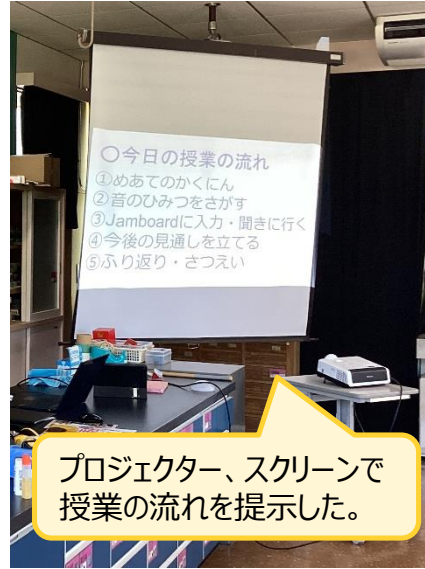 〇今日の授業の流れ
①めあてのかくにん
②音のひみつをさがす
③Jamboardに入力・聞きに行く
④今後の見通しを立てる
⑤ふり返り・さつえい
プロジェクター、スクリーンで
授業の流れを提示した。